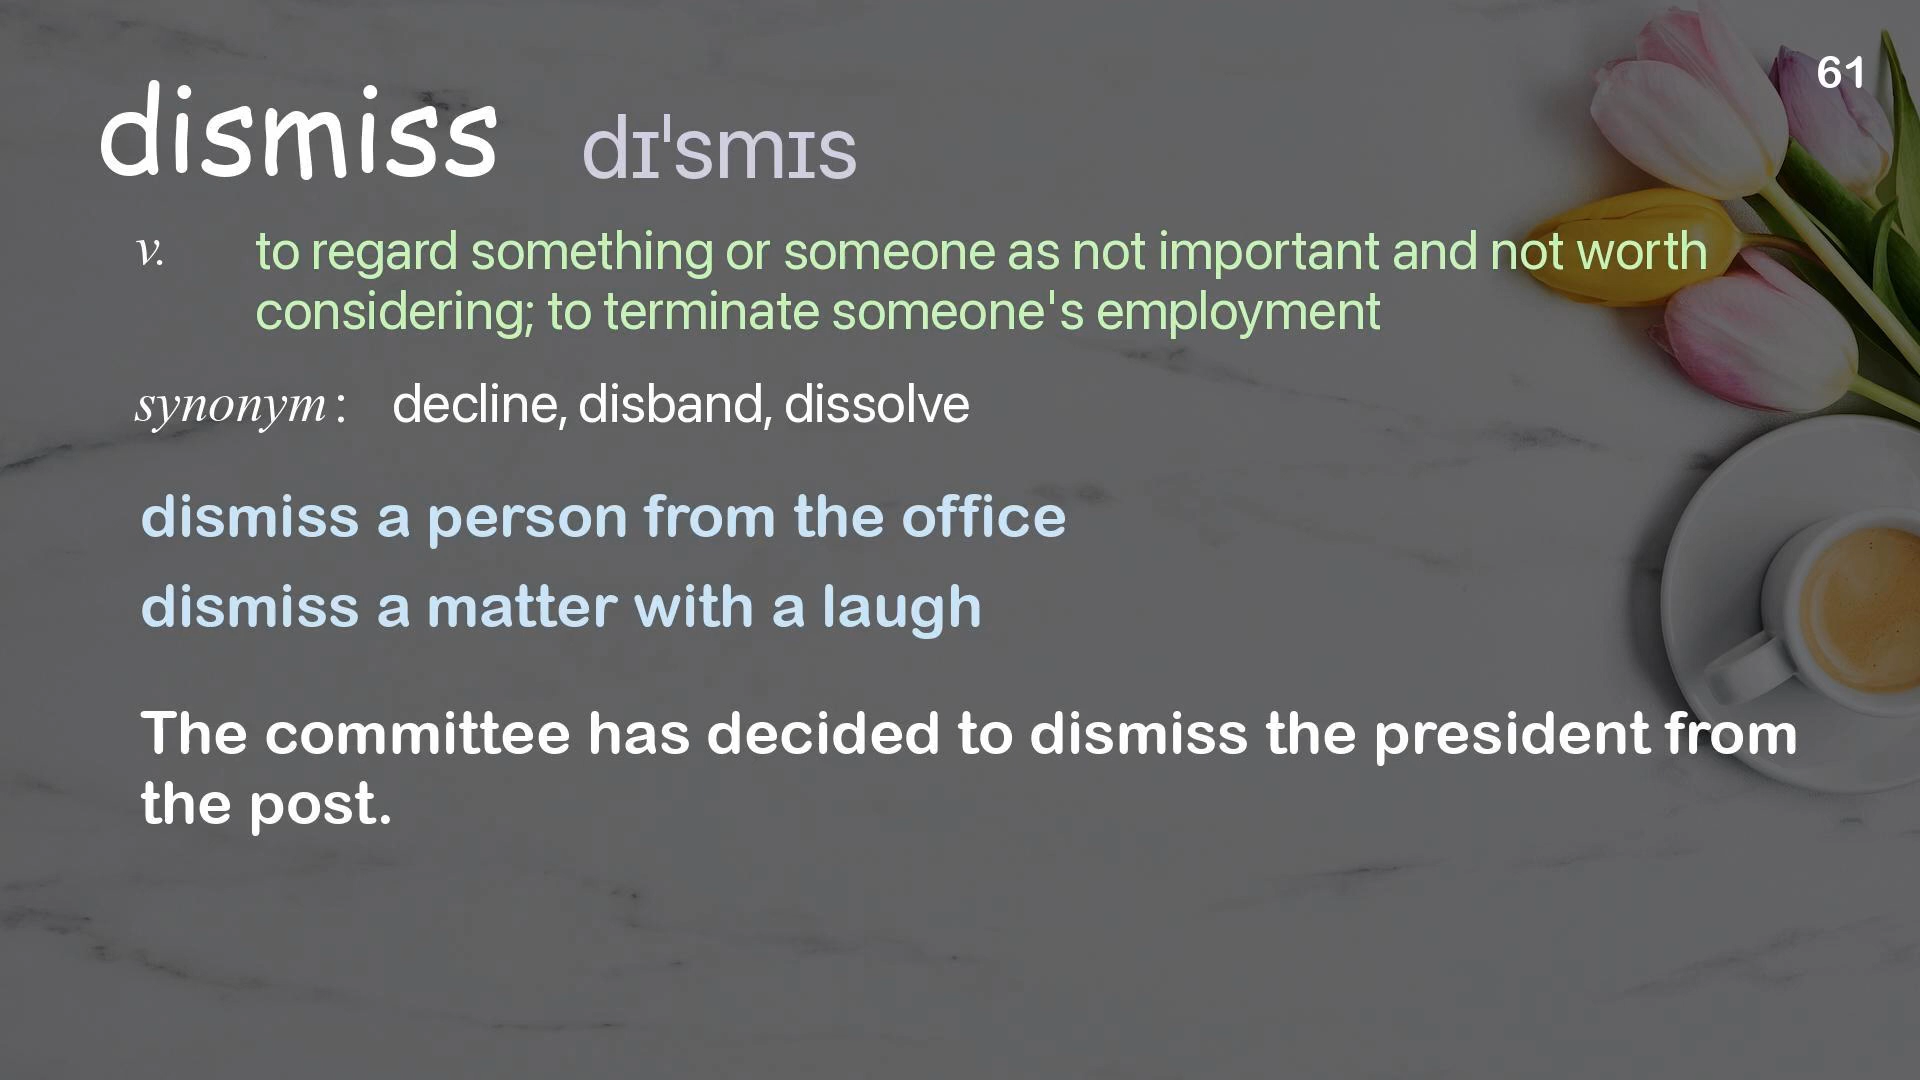 61
dismiss dɪˈsmɪs
v. to regard something or someone as not important and not worth
considering; to terminate someone's employment
synonym: decline, disband, dissolve
dismiss a person from the office
dismiss a matter with a laugh
The committee has decided to dismiss the president from
the post.